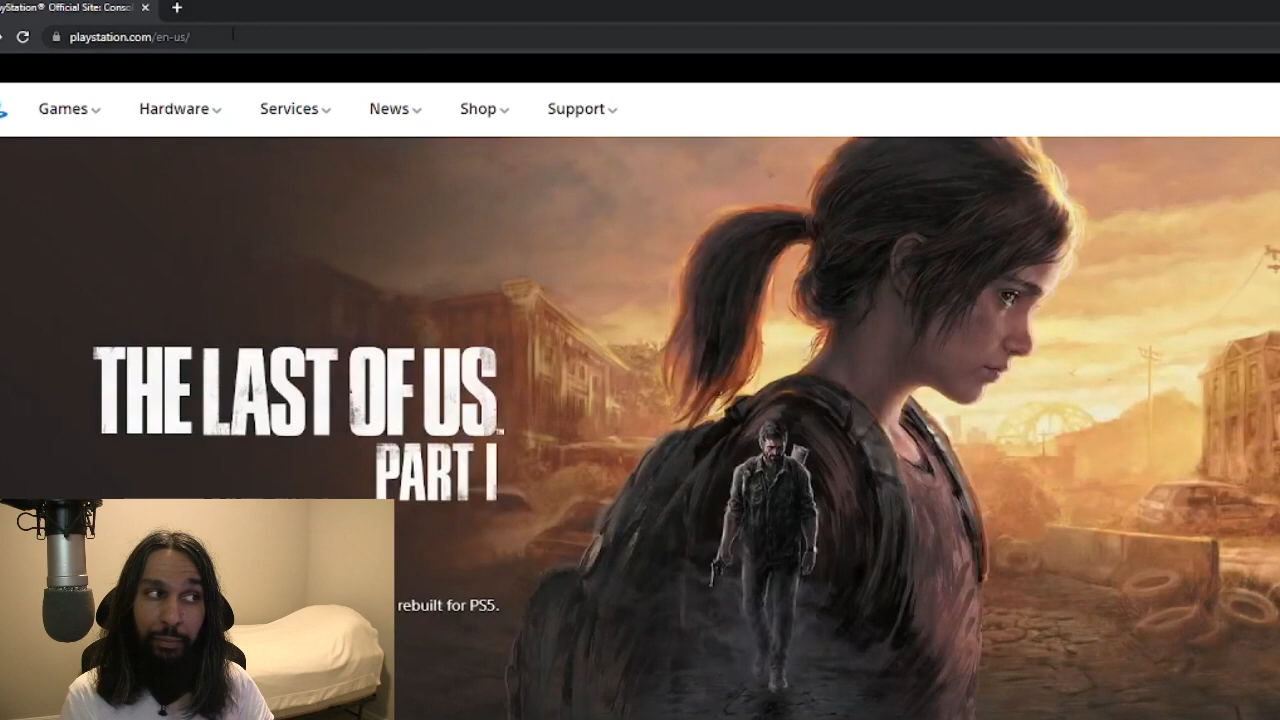 yStation® Official Site: Consol
playstation.com/en-us/
Games
Hardware
Services
News
Shop
Support
THE LAST OF US
PART I
rebuilt for PS5.